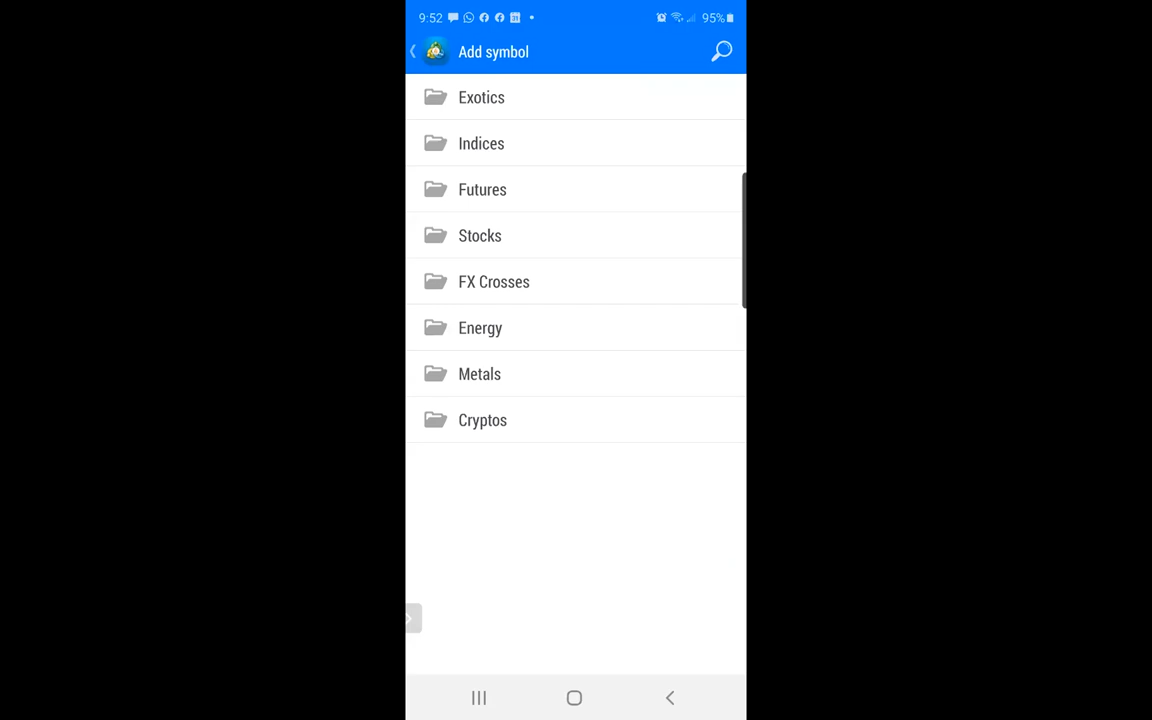 9:52
95%
Add symbol
Exotics
Indices
Futures
Stocks
FX Crosses
Energy
Metals
Cryptos